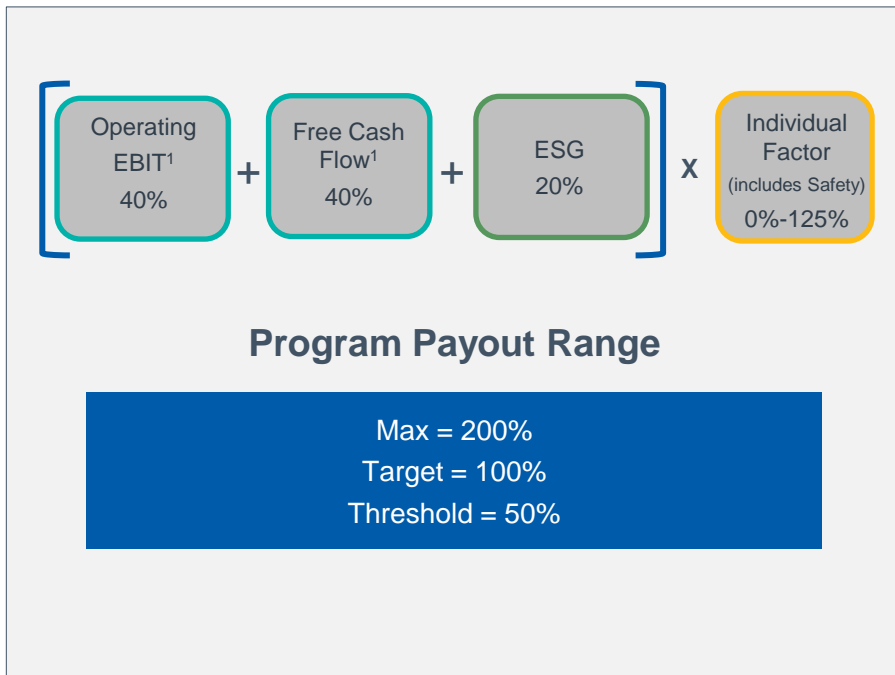 Operating
EBIT¹
40%
+
Free Cash
Flow¹
40%
+
ESG
20%
x
Individual
Factor
(includes Safety)
0%-125%
Program Payout Range
Max = 200%
Target = 100%
Threshold = 50%